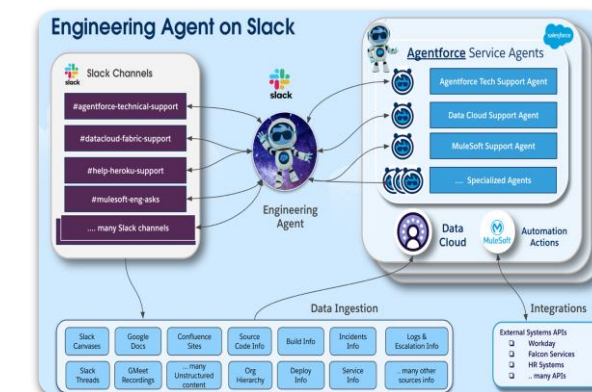 Engineering Agent on Slack
Slack Channels
#agentforce-technical-support
#datacloud-fabric-support
#help-heroku-support
#mulesoft-eng-asks
.... many Slack channels
slack
Engineering
Agent
salesforce
Agentforce Service Agents
Agentforce Tech Support Agent
Data Cloud Support Agent
MuleSoft Support Agent
.... Specialized Agents
Data
Cloud
MuleSoft
Automation
Actions
Data Ingestion
Integrations
Slack
Canvases
Google
Docs
Confluence
Sites
Source
Code Info
Build Info
Incidents
Info
Logs &
Escalation Info
Slack
Threads
GMeet
Recordings
... many
Unstructured
content
Org
Hierarchy
Deploy
Info
Service
Info
.. many other
sources info
External Systems APIs
Workday
Falcon Services
HR Systems
.. many APIs